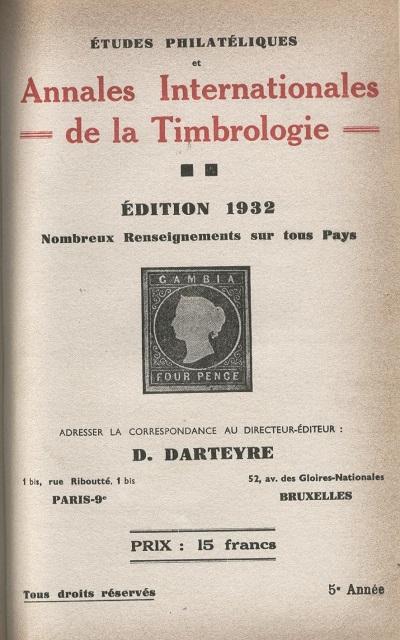 ÉTUDES PHILATÉLIQUES
et
Annales Internationales
de la Timbrologie
ÉDITION 1932
Nombreux Renseignements sur tous Pays
GAMBIA
FOUR PENCE
ADRESSER LA CORRESPONDANCE AU DIRECTEUR-ÉDITEUR :
D. DARTEYRE
1 bis, rue Riboutté, 1 bis
PARIS-9e
52, av. des Gloires-Nationales
BRUXELLES
PRIX : 15 francs
Tous droits réservés
5e Année